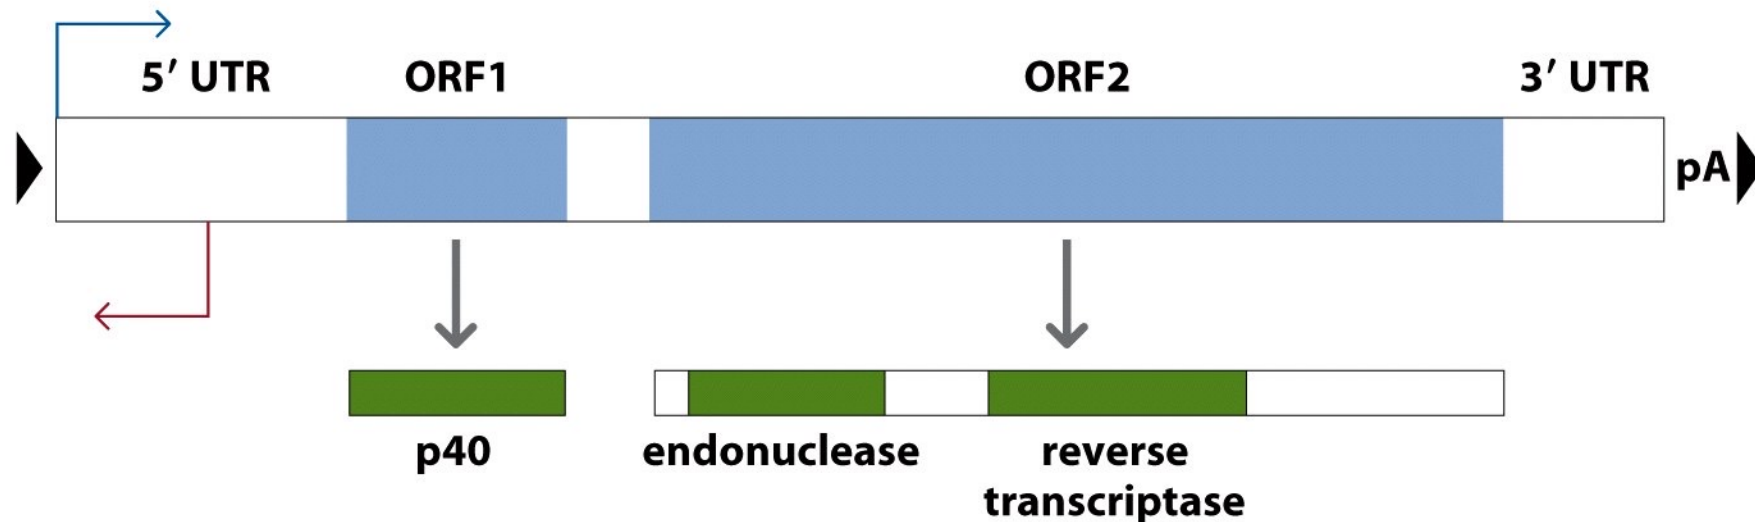 5′ UTR ORF1 ORF2 3′ UTR
pA
p40 endonuclease reverse
transcriptase